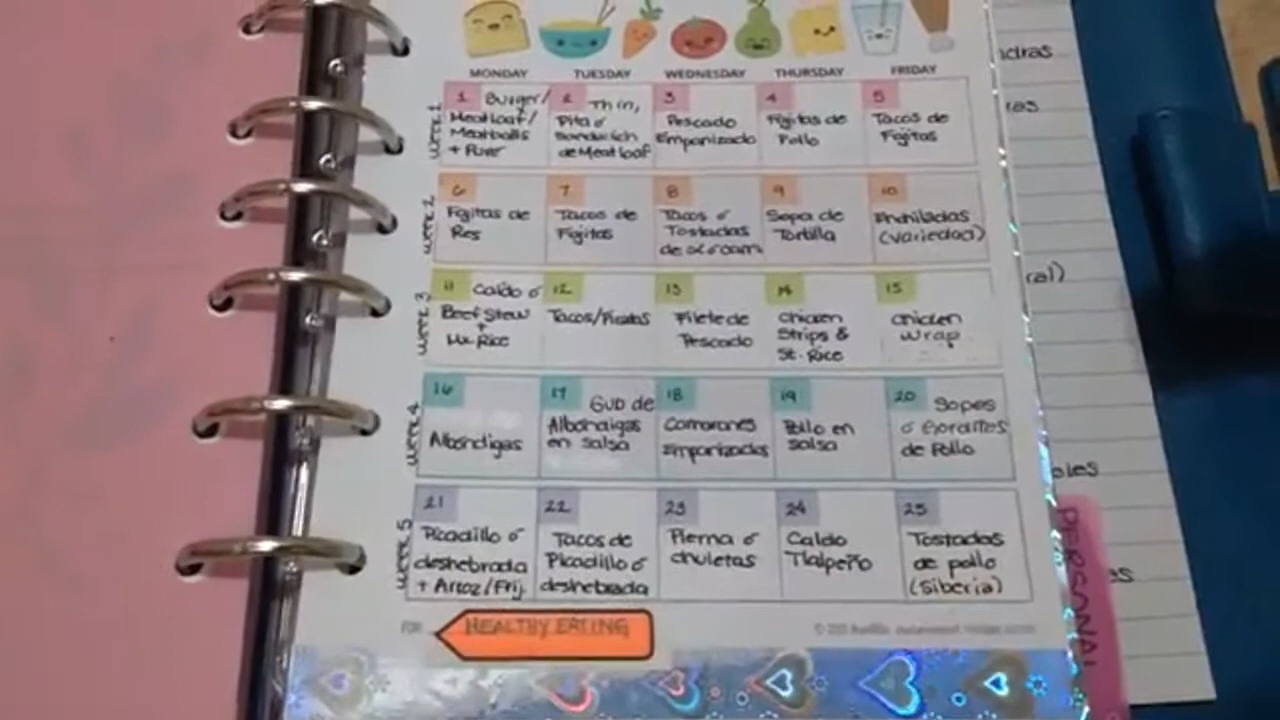 MONDAY TUESDAY WEDNESDAY THURSDAY FRIDAY
WEEK 1
1 Burger/
Meatloaf/
Meatballs
+ Puré
2 Thin,
Pita ó
Sandwich
de Meatloaf
3
Pescado
Empanizado
4
Fajitas de
Pollo
5
Tacos de
Fajitas
WEEK 2
6
Fajitas de
Res
7
Tacos de
Fajitas
8
Tacos ó
Tostadas
de
9
Sopa de
Tortilla
10
Enchiladas
(variedad)
WEEK 3
11 Caldo ó
Beef Stew
+
Mx. Rice
12
Tacos/
13
Filete de
Pescado
14
Chicken
Strips &
St. Rice
15
Chicken
Wrap
WEEK 4
16
Albóndigas
17 GUD de
Albóndigas
en salsa
18
Camarones
Empanizados
19
Pollo en
salsa
20 Sopes
ó
de Pollo
WEEK 5
21
Picadillo ó
deshebrada
+ Arroz/Frij.
22
Tacos de
Picadillo ó
deshebrada
23
Pierna ó
chuletas
24
Caldo
Tlalpeño
25
Tostadas
de pollo
(Siberia)
FOR
HEALTHY EATING
PERSONAL